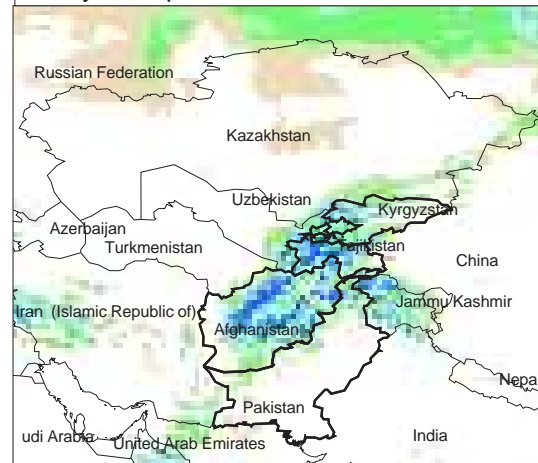 Russian Federation
Kazakhstan
Uzbekistan
Kyrgyzstan
Azerbaijan
Turkmenistan
Tajikistan
China
Iran (Islamic Republic of)
Jammu Kashmir
Afghanistan
Nepa
Pakistan
udi Arabia
United Arab Emirates
India